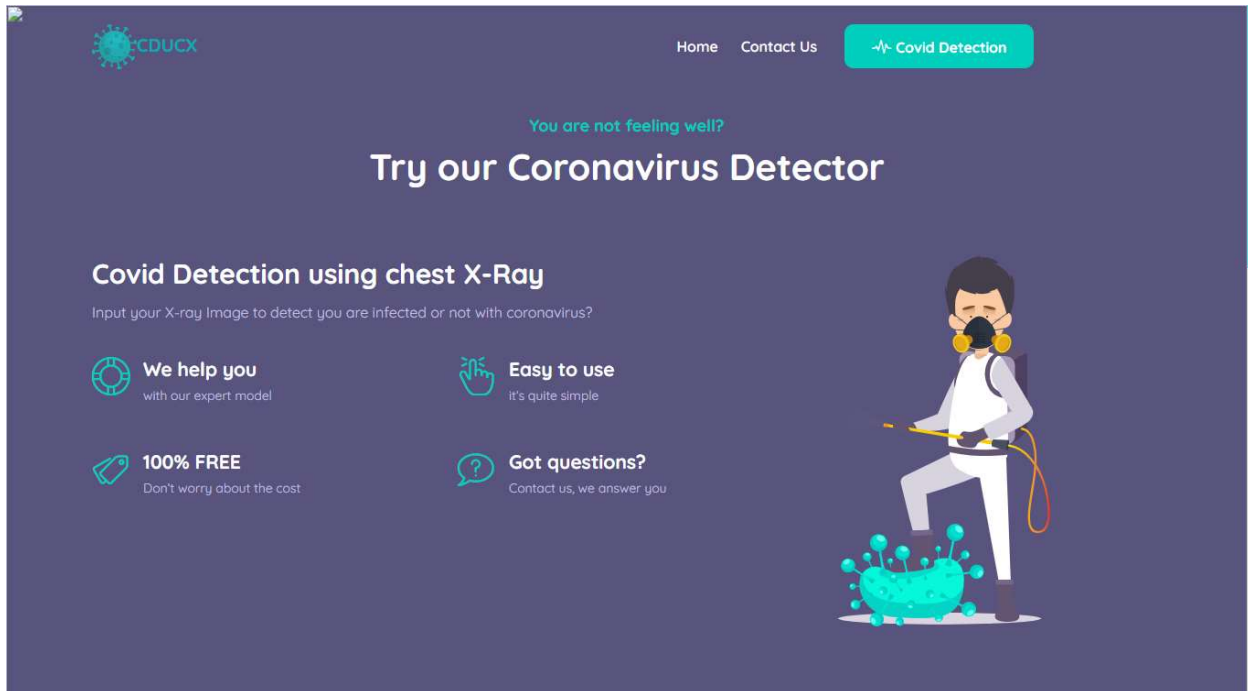 CDUCX
Home
Contact Us
Covid Detection
You are not feeling well?
Try our Coronavirus Detector
Covid Detection using chest X-Ray
Input your X-ray Image to detect you are infected or not with coronavirus?
We help you
with our expert model
Easy to use
it's quite simple
100% FREE
Don't worry about the cost
Got questions?
Contact us, we answer you